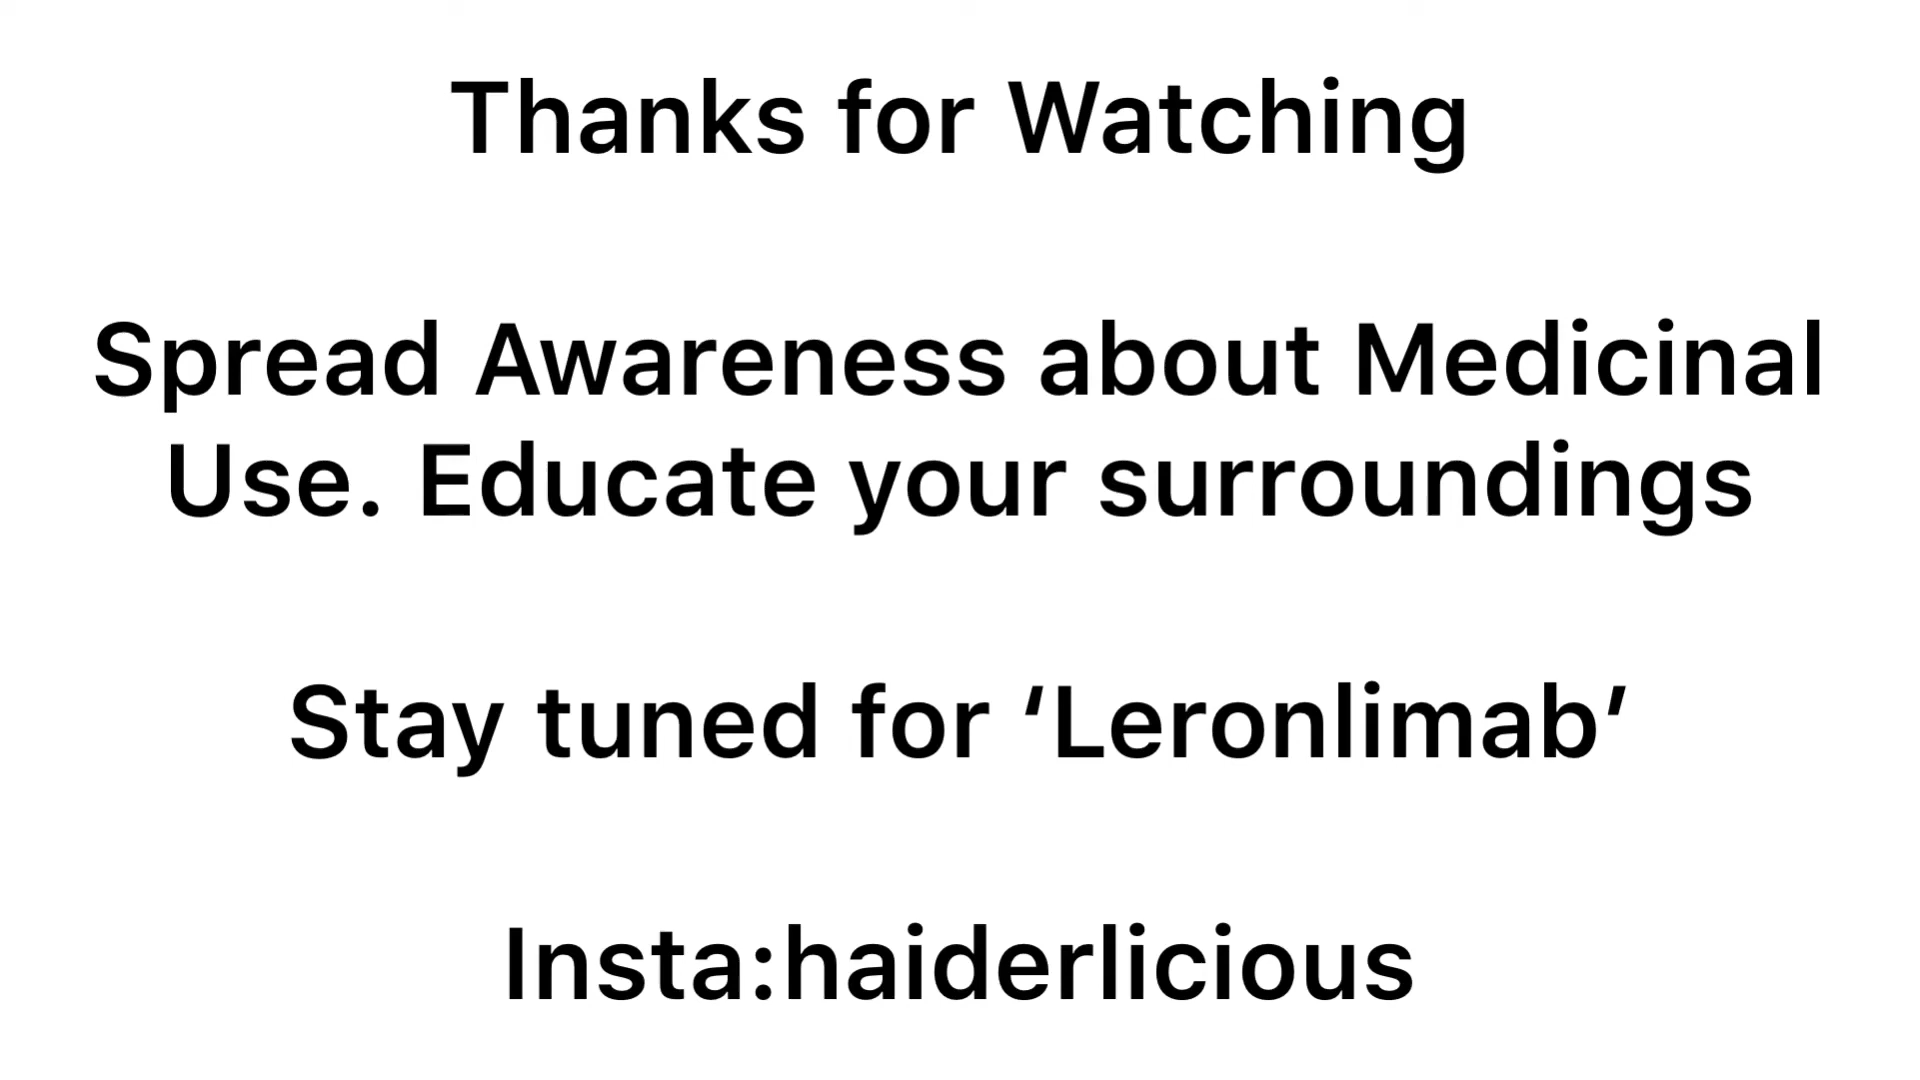 Thanks for Watching
Spread Awareness about Medicinal
Use. Educate your surroundings
Stay tuned for ‘Leronlimab’
Insta:haiderlicious